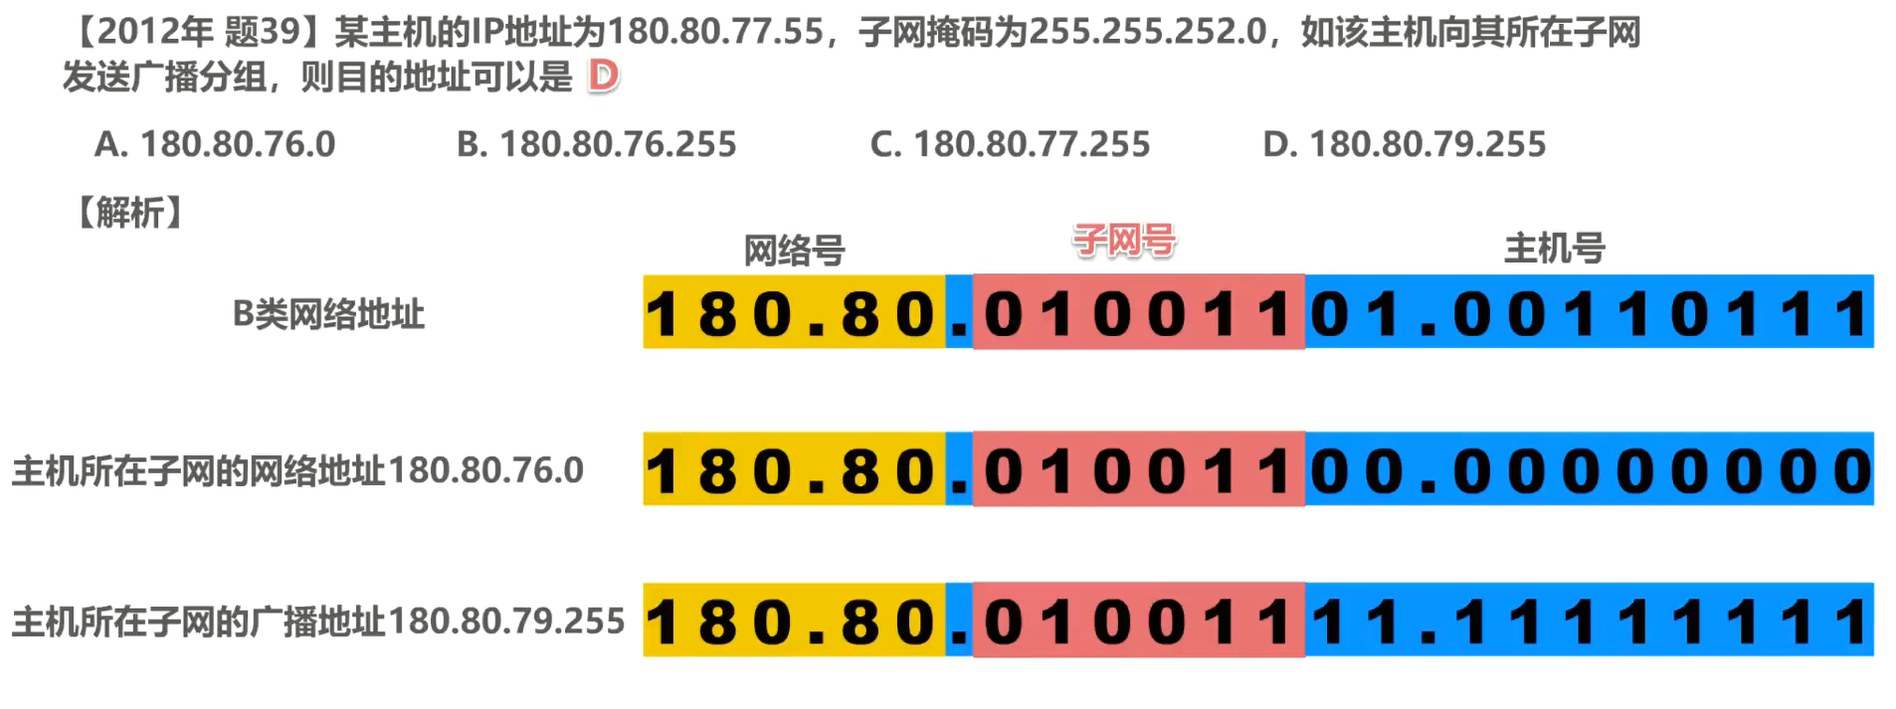 【2012年 题39】某主机的IP地址为180.80.77.55，子网掩码为255.255.252.0，如该主机向其所在子网
发送广播分组，则目的地址可以是 D
A. 180.80.76.0 B. 180.80.76.255 C. 180.80.77.255 D. 180.80.79.255
【解析】
网络号 子网号 主机号
B类网络地址 180.80.01001101.00110111
主机所在子网的网络地址180.80.76.0 180.80.01001100.00000000
主机所在子网的广播地址180.80.79.255 180.80.01001111.11111111